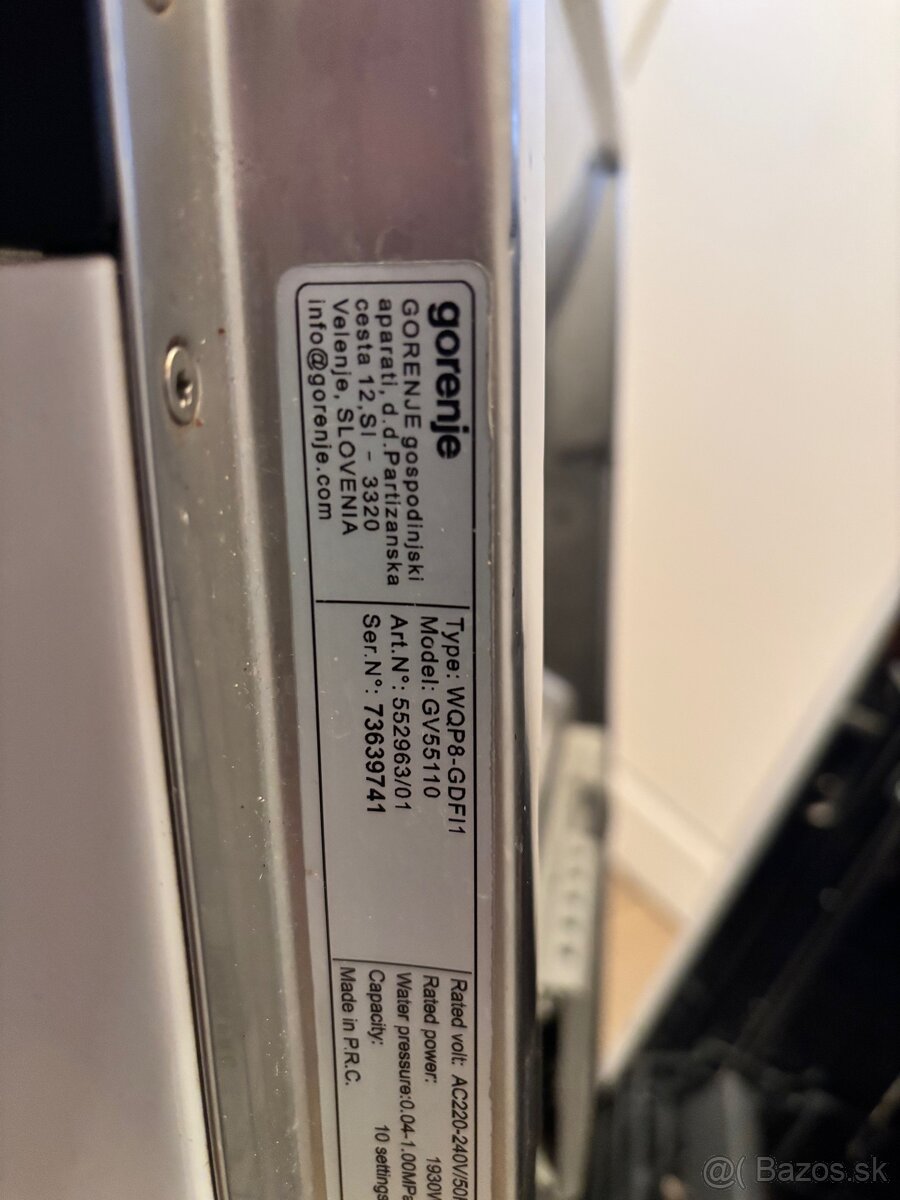 gorenje
GORENJE gospodinjski
aparati, d.d.Partizanska
cesta 12,SI - 3320
Velenje, SLOVENIA
info@gorenje.com
Type: WQP8-GDFI1
Model: GV55110
Art.N°: 552963/01
Ser.N°: 73639741
Rated volt: AC220-240V/50H
Rated power: 1930W
Water pressure:0.04-1.00MPa
Capacity: 10 settings
Made in P.R.C.
@( Bazos.sk